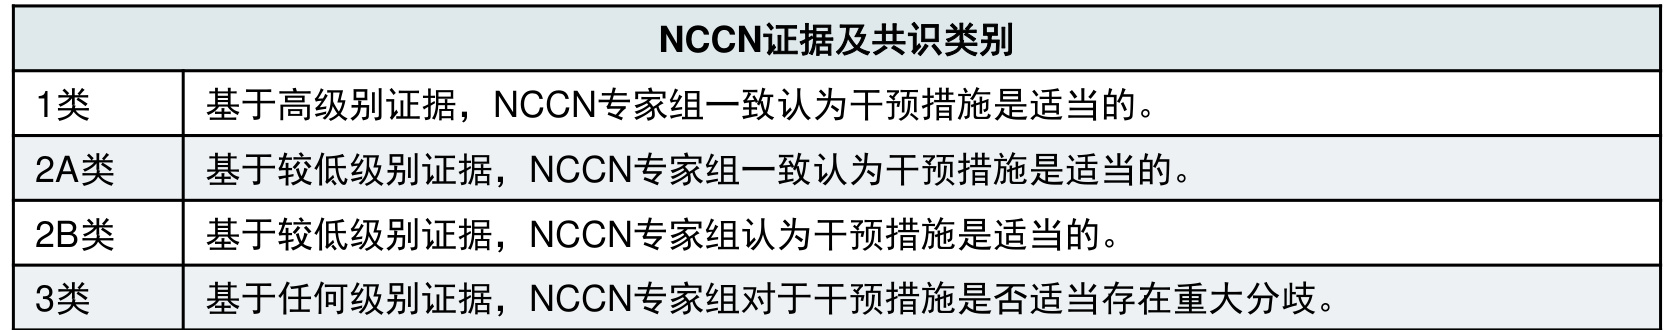 NCCN证据及共识类别
1类 基于高级别证据，NCCN专家组一致认为干预措施是适当的。
2A类 基于较低级别证据，NCCN专家组一致认为干预措施是适当的。
2B类 基于较低级别证据，NCCN专家组认为干预措施是适当的。
3类 基于任何级别证据，NCCN专家组对于干预措施是否适当存在重大分歧。